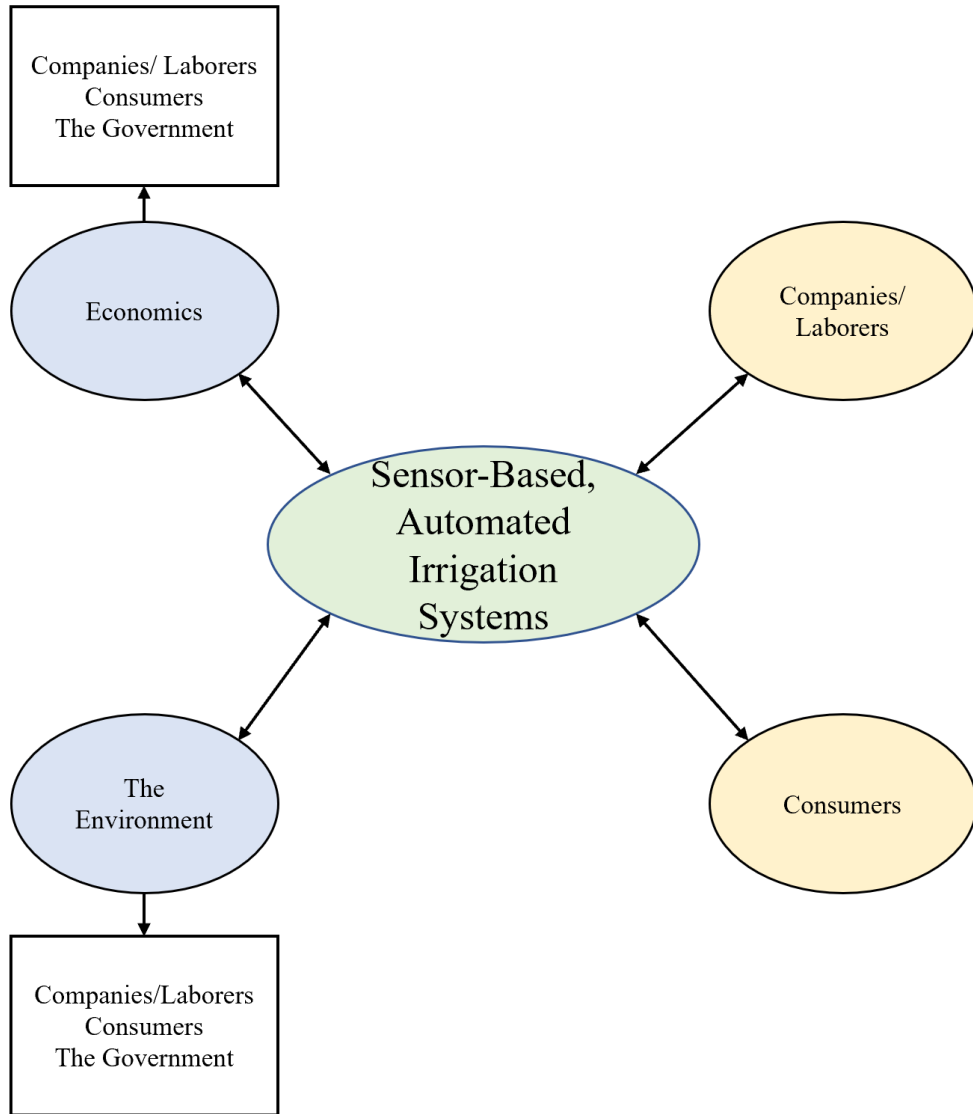 Companies/ Laborers
Consumers
The Government
Economics
Companies/
Laborers
Sensor-Based,
Automated
Irrigation
Systems
The
Environment
Consumers
Companies/Laborers
Consumers
The Government